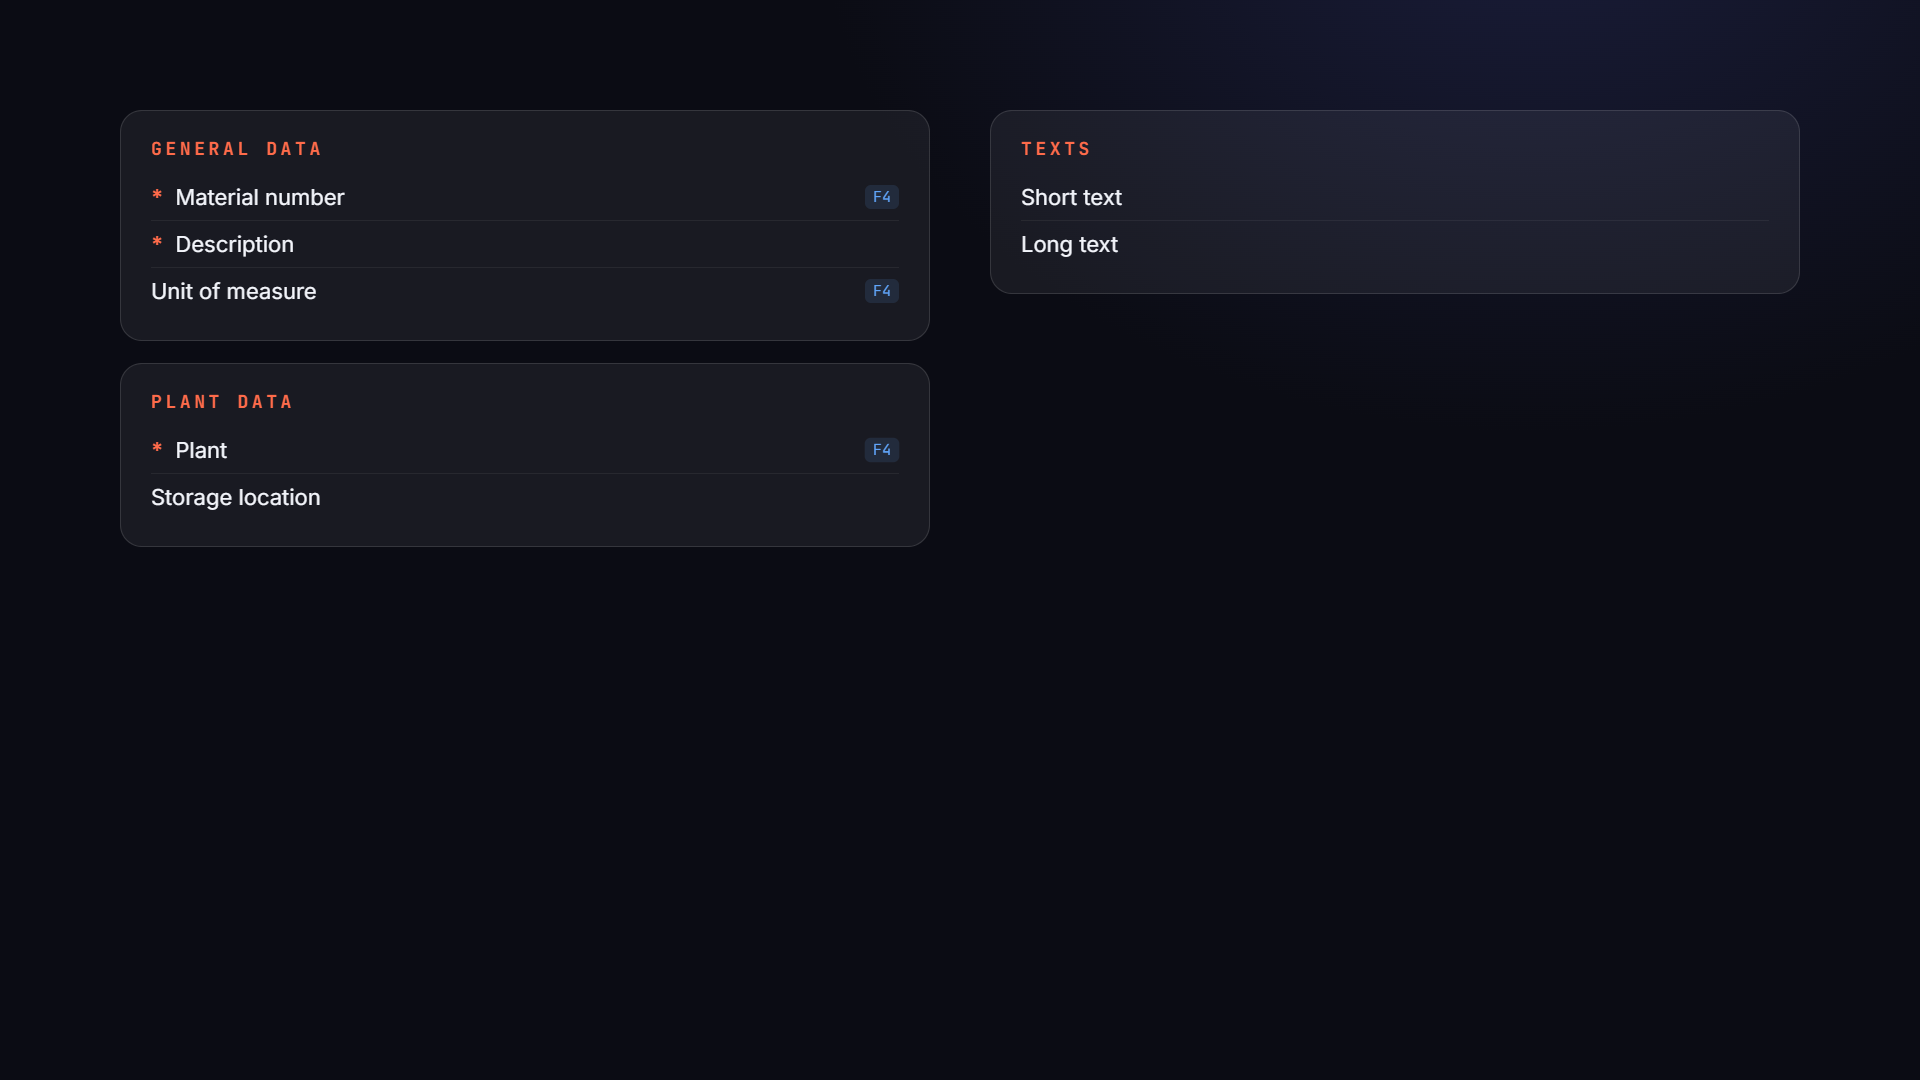 GENERAL DATA
* Material number F4
* Description
Unit of measure F4
PLANT DATA
* Plant F4
Storage location
TEXTS
Short text
Long text